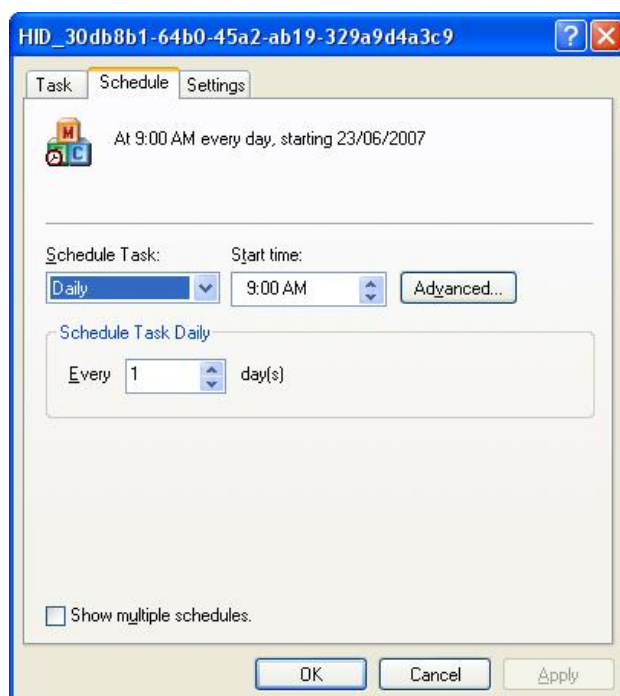 HID_30db8b1-64b0-45a2-ab19-329a9d4a3c9
Task Schedule Settings
At 9:00 AM every day, starting 23/06/2007
Schedule Task: Start time:
Daily 9:00 AM Advanced...
Schedule Task Daily
Every 1 day(s)
Show multiple schedules.
OK Cancel Apply